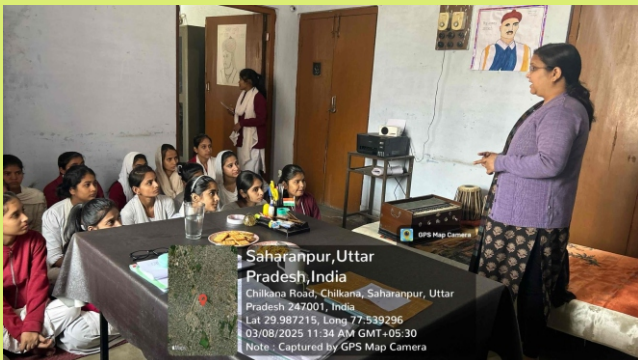 GPS Map Camera
Saharanpur,Uttar
Pradesh,India
Chilkana Road, Chilkana, Saharanpur, Uttar
Pradesh 247001, India
Lat 29.987215, Long 77.539296
03/08/2025 11:34 AM GMT+05:30
Note : Captured by GPS Map Camera